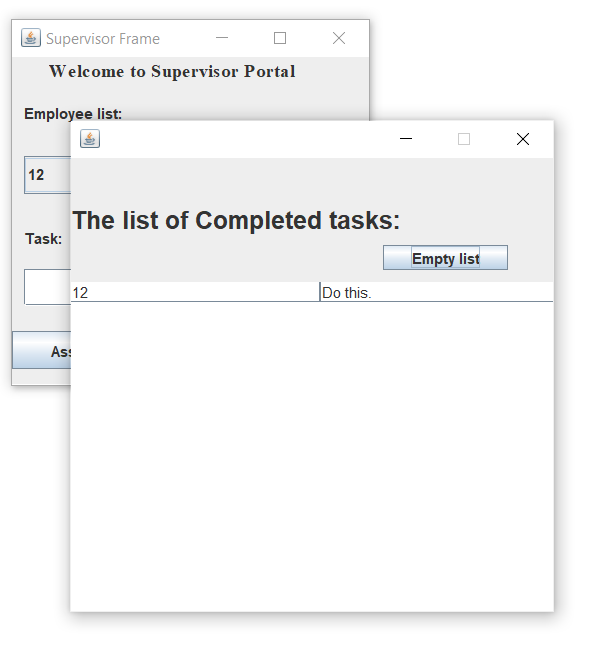 Supervisor Frame
Welcome to Supervisor Portal
Employee list:
12
Task:
The list of Completed tasks:
Empty list
12 Do this.